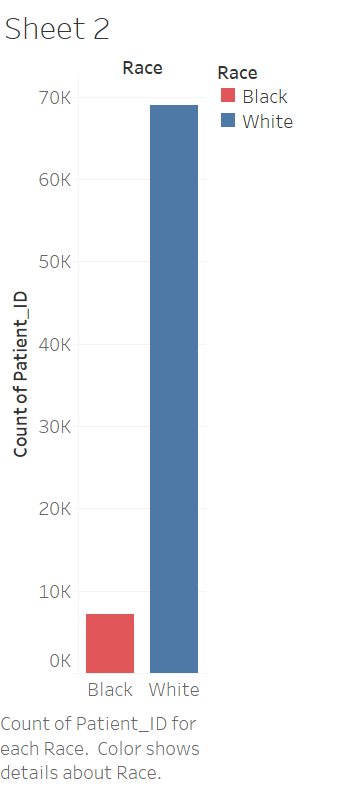 Sheet 2
Race
Race
Black
White
70K
60K
50K
40K
30K
20K
10K
0K
Count of Patient_ID
Black White
Count of Patient_ID for
each Race.  Color shows
details about Race.